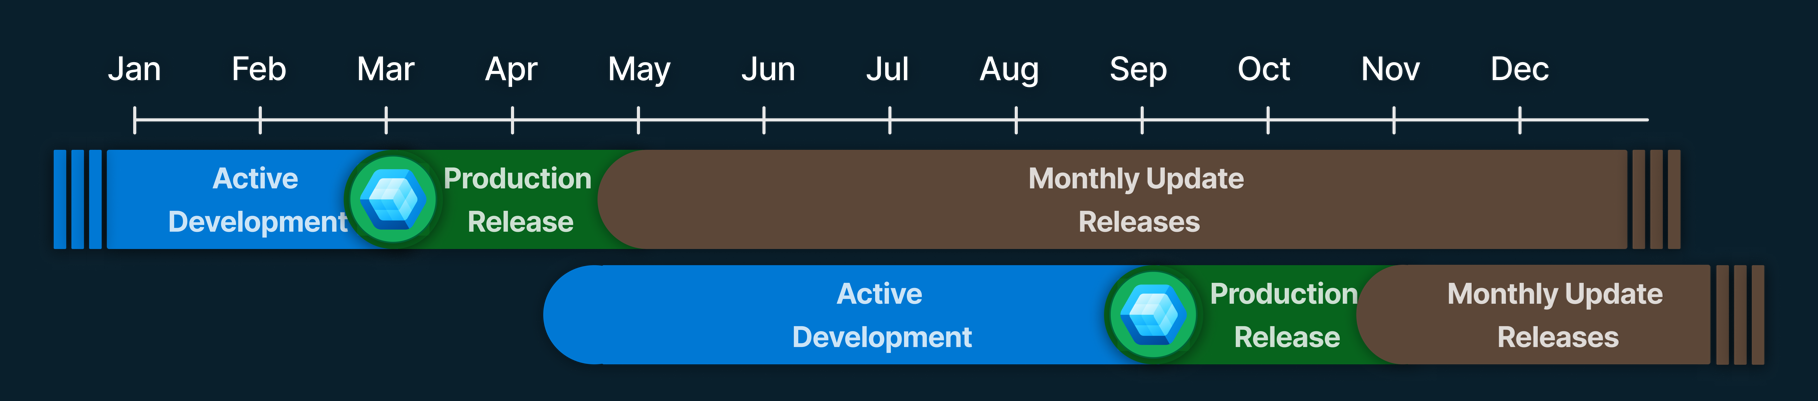 Jan Feb Mar Apr May Jun Jul Aug Sep Oct Nov Dec
Active
Development
Production
Release
Monthly Update
Releases
Active
Development
Production
Release
Monthly Update
Releases